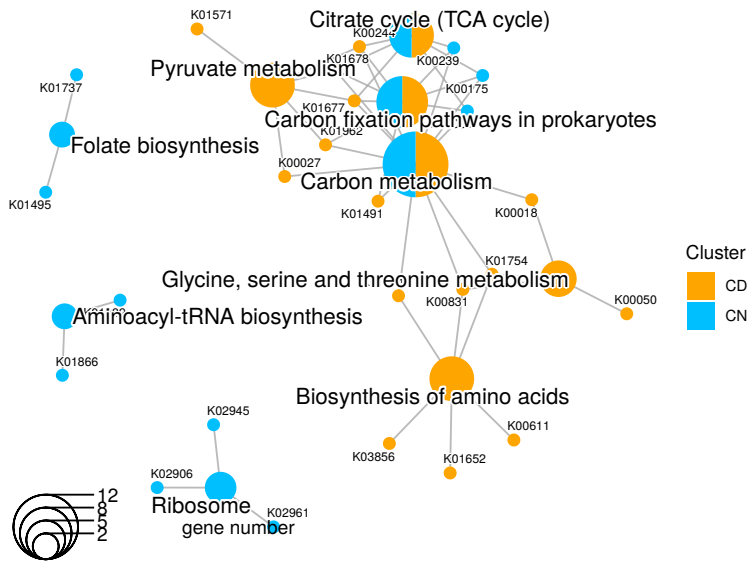 K01571
Citrate cycle (TCA cycle)
K00244
K01678
K00239
Pyruvate metabolism
K01737
K00175
K01677
Carbon fixation pathways in prokaryotes
K01962
Folate biosynthesis
K00027
Carbon metabolism
K01495
K01491
K00018
Cluster
K01754
Glycine, serine and threonine metabolism
CD
K00831
K00050
CN
Aminoacyl-tRNA biosynthesis
K01866
Biosynthesis of amino acids
K02945
K00611
K03856
K01652
K02906
12
8
5
2
Ribosome
K02961
gene number